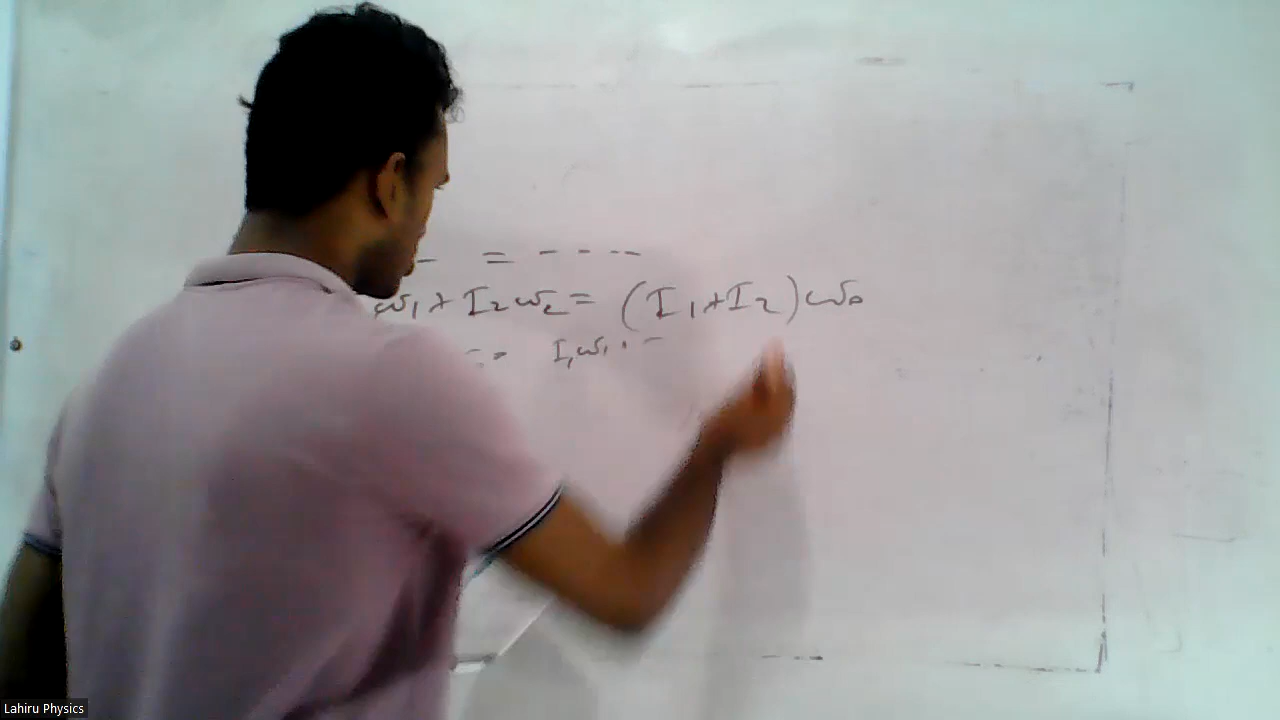 - = - - - -
ω₁ + I₂ω₂ = (I₁+I₂)ω₀
I₁ω₁
Lahiru Physics